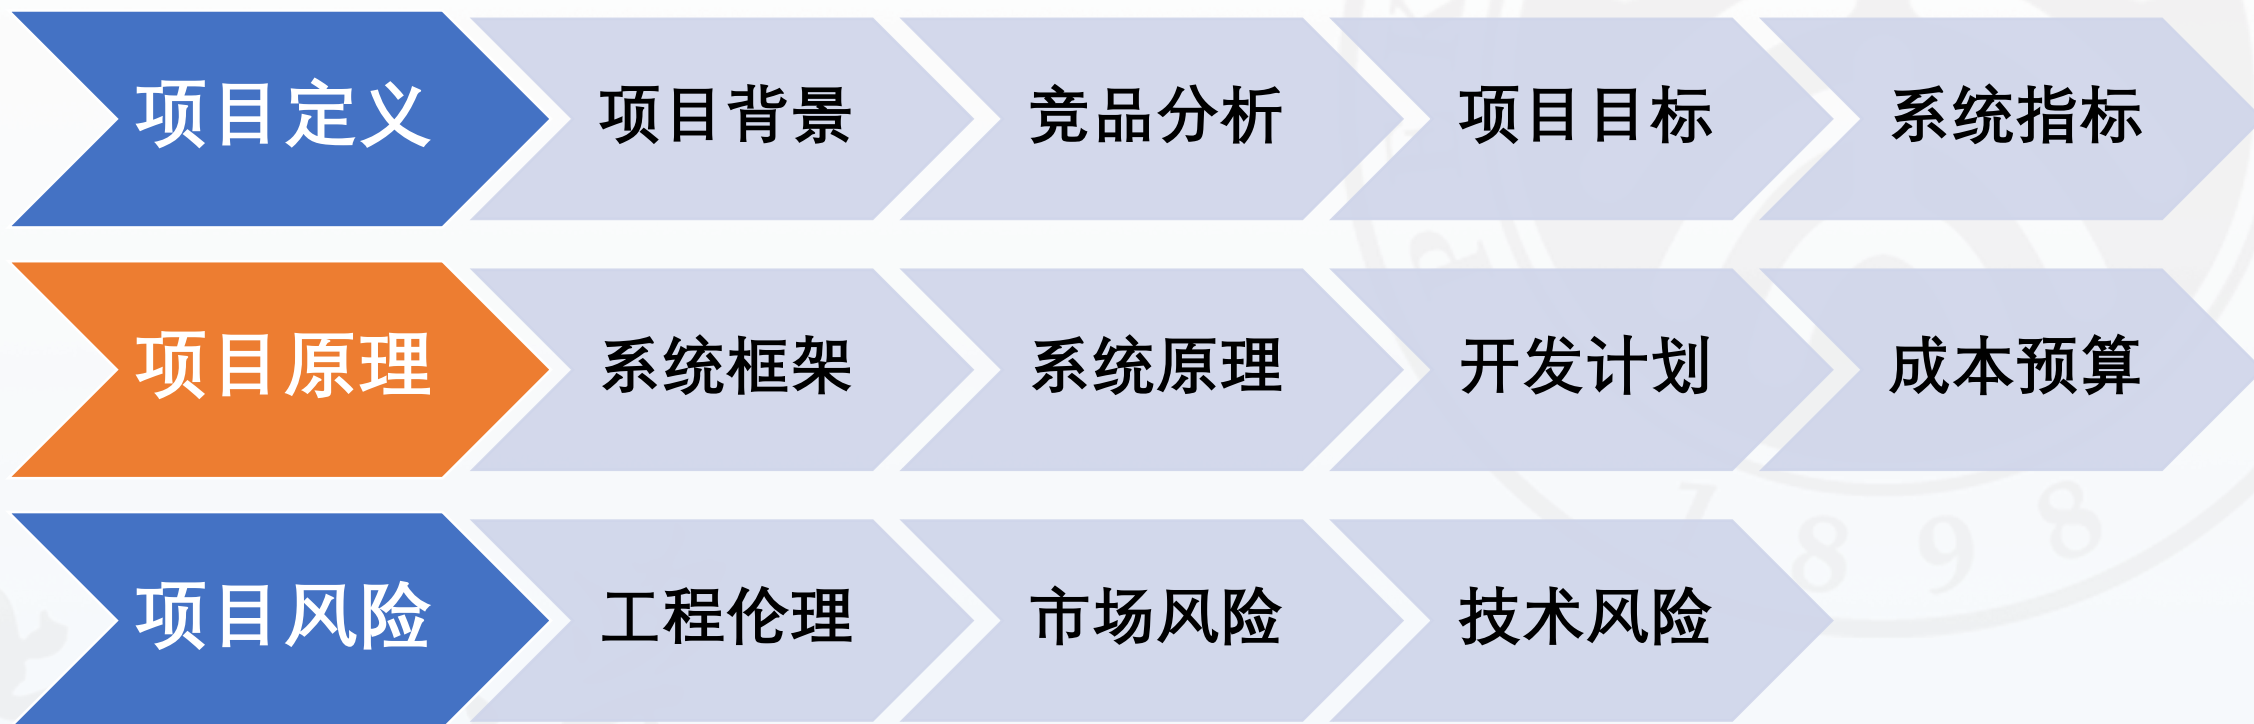 项目定义 项目背景 竞品分析 项目目标 系统指标
项目原理 系统框架 系统原理 开发计划 成本预算
项目风险 工程伦理 市场风险 技术风险
1898